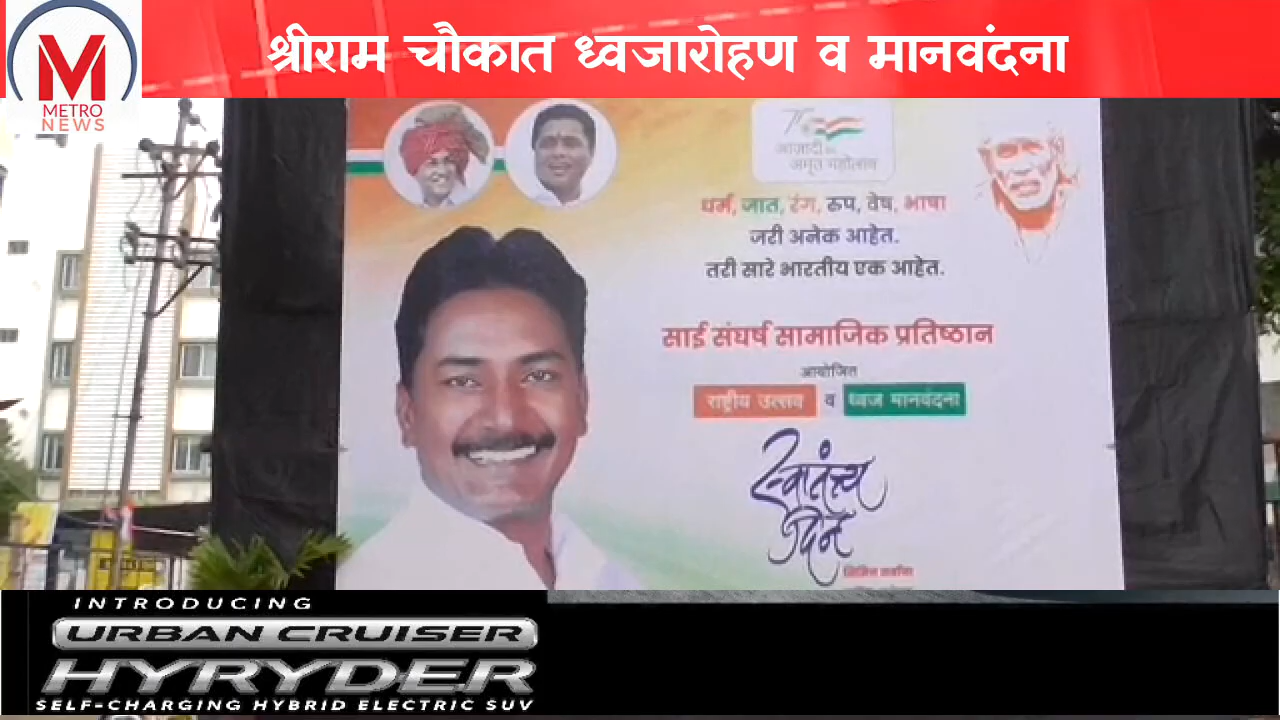 श्रीराम चौकात ध्वजारोहण व मानवंदना
M
METRO
NEWS
आज़ादी का
अमृत महोत्सव
धर्म, जात, रंग, रुप, वेष, भाषा
जरी अनेक आहेत.
तरी सारे भारतीय एक आहेत.
साई संघर्ष सामाजिक प्रतिष्ठान
आयोजित
राष्ट्रीय उत्सव व ध्वज मानवंदना
स्वातंत्र्य
दिन
INTRODUCING
URBAN CRUISER
HYRYDER
SELF-CHARGING HYBRID ELECTRIC SUV